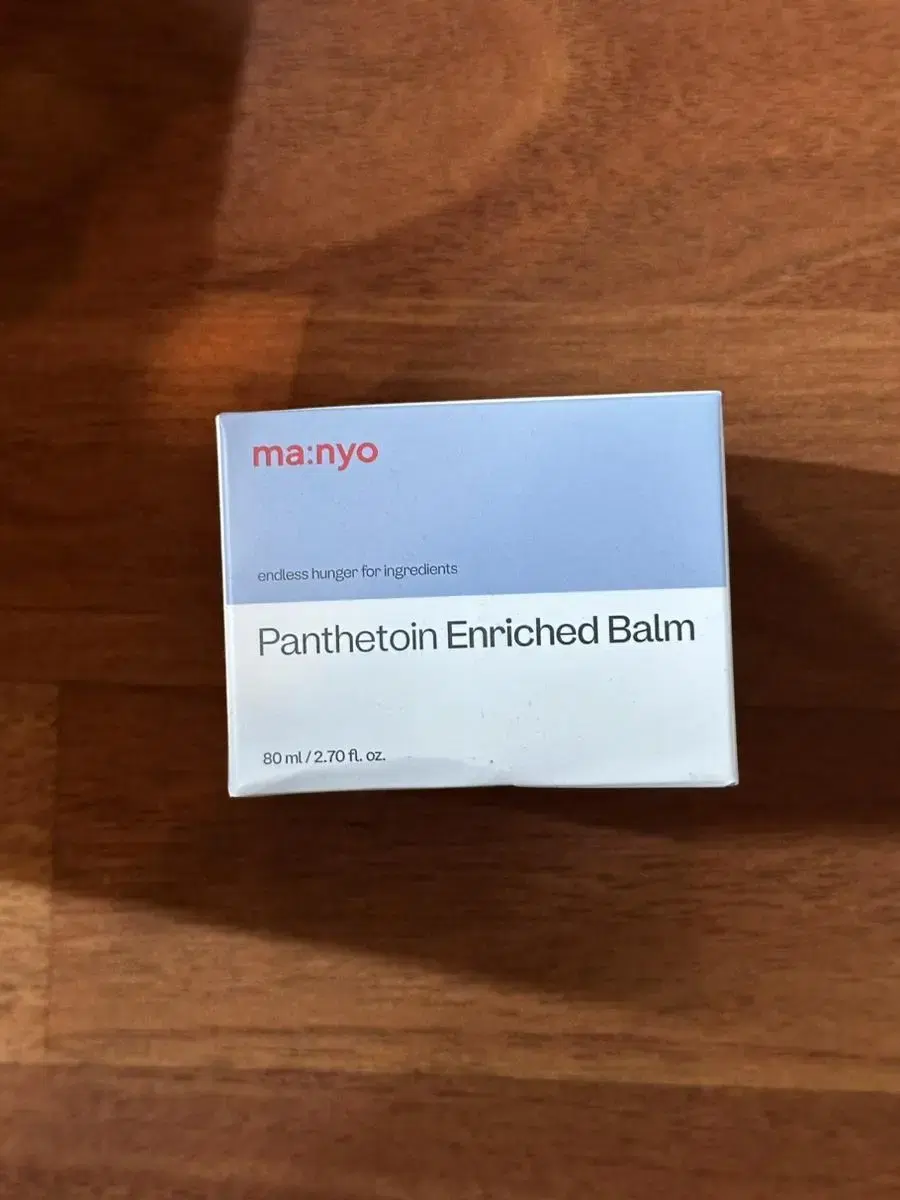 ma:nyo
endless hunger for ingredients
Panthetoin Enriched Balm
80 ml / 2.70 fl. oz.